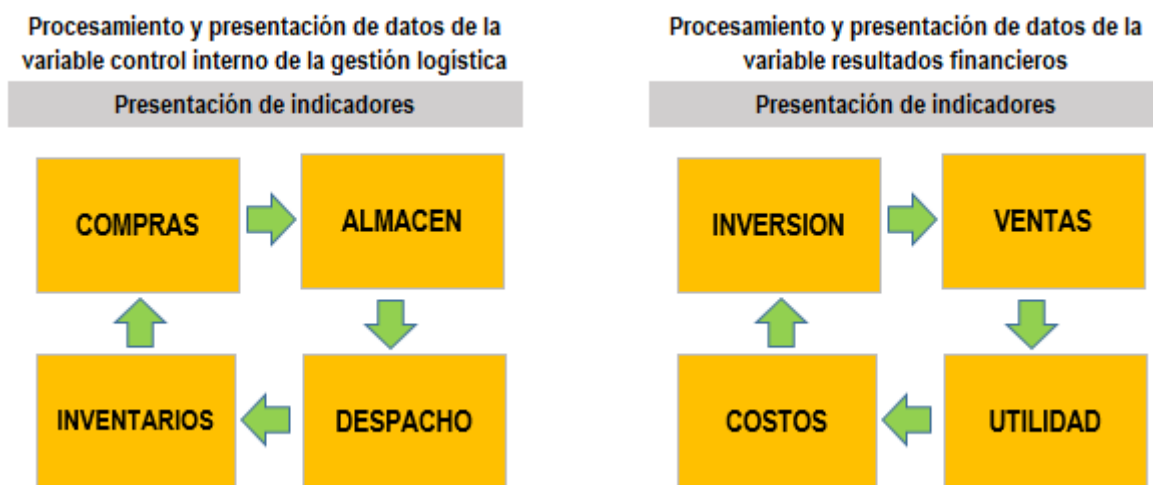 Procesamiento y presentación de datos de la
variable control interno de la gestión logística
Presentación de indicadores
COMPRAS
ALMACEN
INVENTARIOS
DESPACHO
Procesamiento y presentación de datos de la
variable resultados financieros
Presentación de indicadores
INVERSION
VENTAS
COSTOS
UTILIDAD